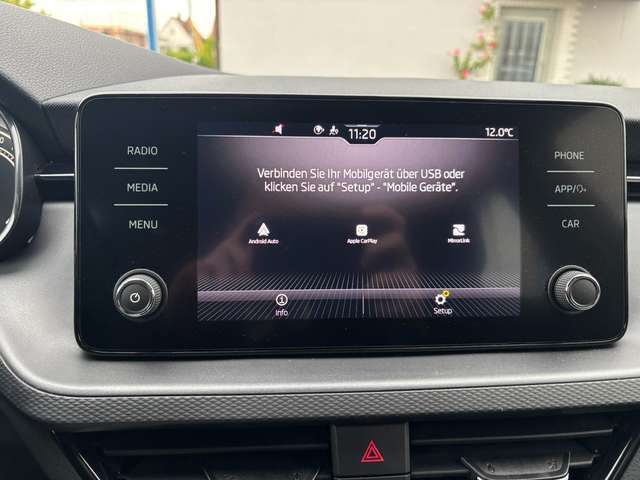 11:20
12.0°C
RADIO
MEDIA
MENU
Verbinden Sie Ihr Mobilgerät über USB oder
klicken Sie auf "Setup" - "Mobile Geräte".
Android Auto
Apple CarPlay
MirrorLink
Info
Setup
PHONE
APP/
CAR